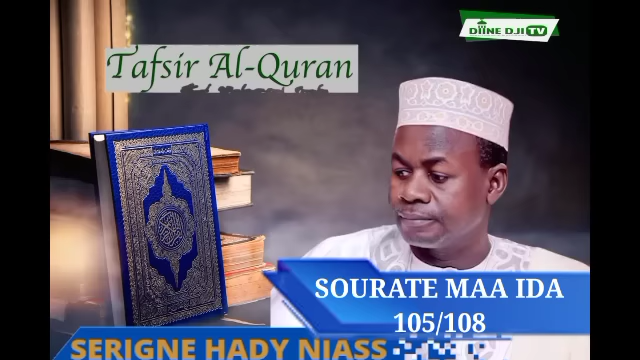 DIINE DJI TV
Tafsir Al-Quran
SOURATE MAA IDA
105/108
SERIGNE HADY NIASS